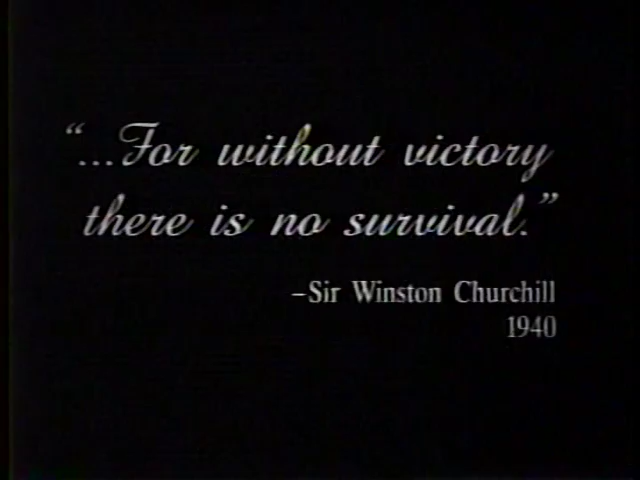 “...For without victory
there is no survival.”
–Sir Winston Churchill
1940